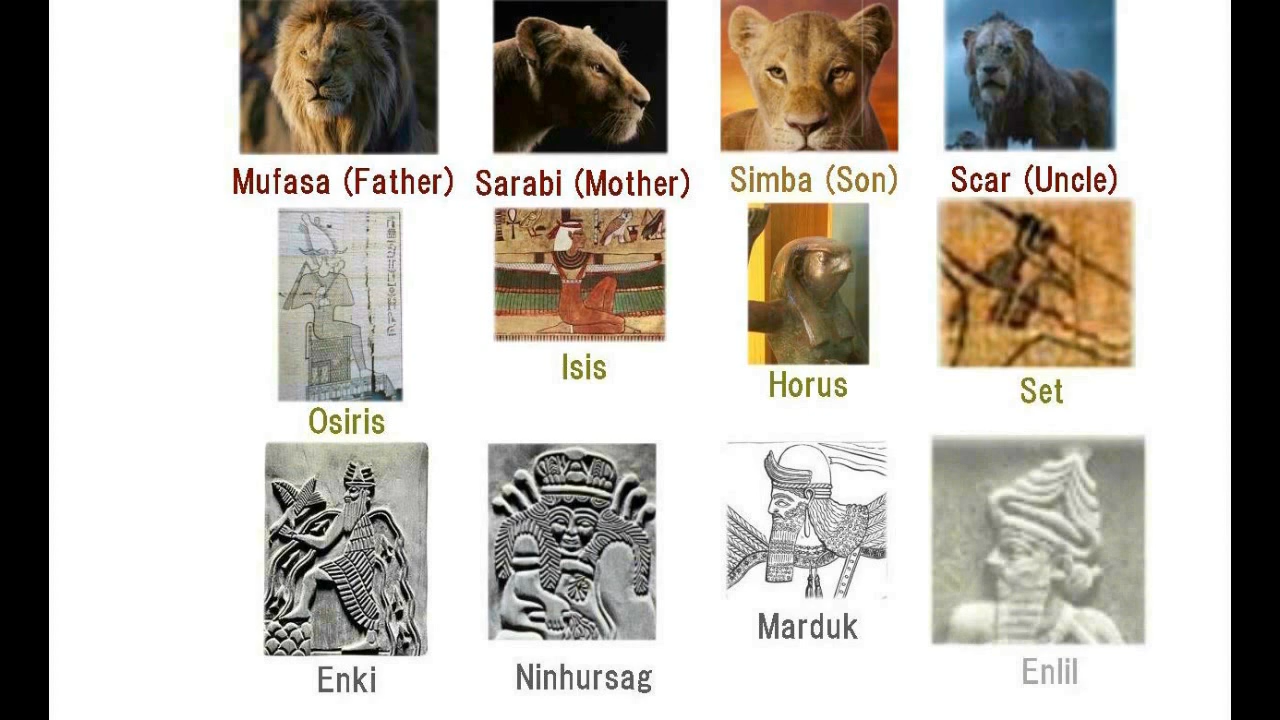 Mufasa (Father)
Sarabi (Mother)
Simba (Son)
Scar (Uncle)
Osiris
Isis
Horus
Set
Enki
Ninhursag
Marduk
Enlil